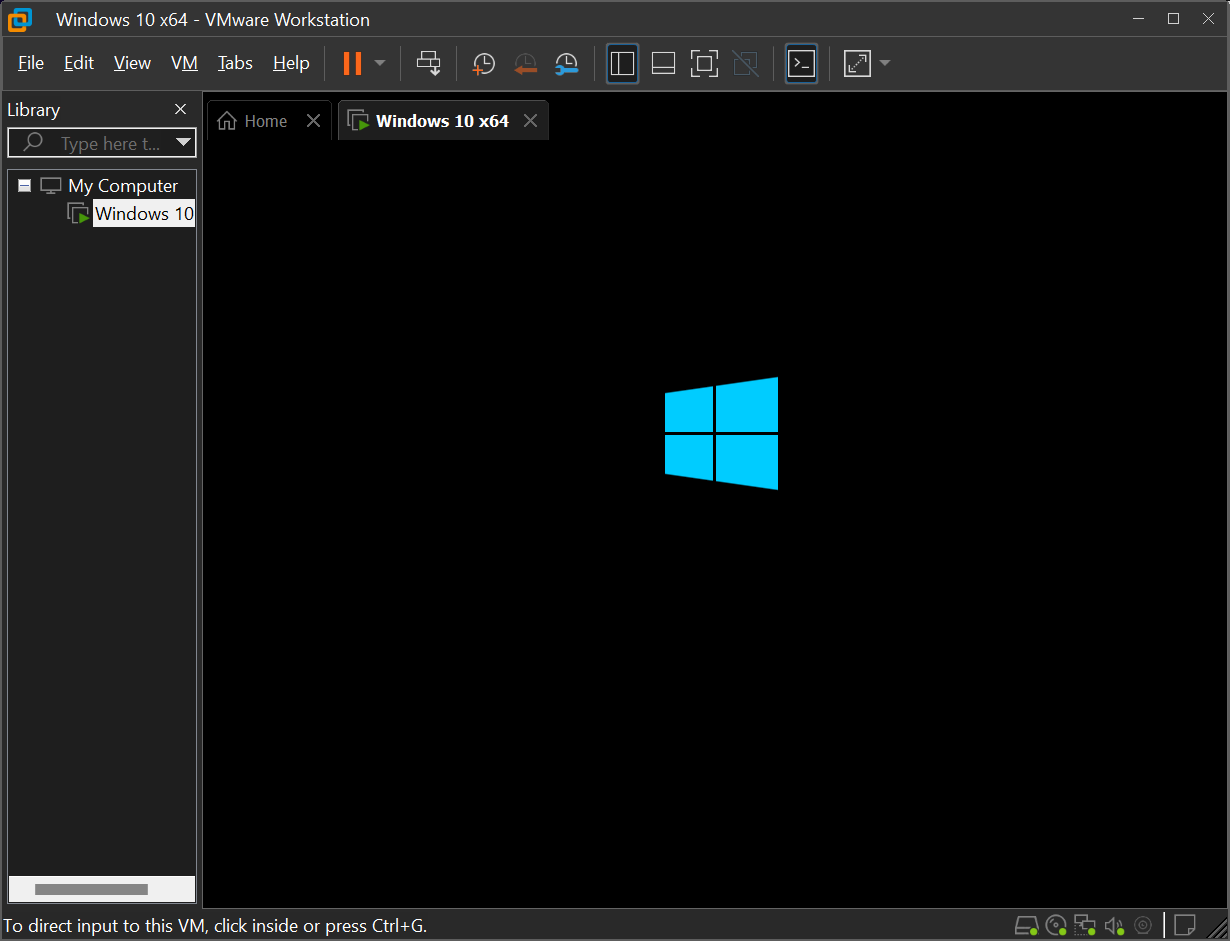 Windows 10 x64 - VMware Workstation
File Edit View VM Tabs Help
Library
Type here t...
My Computer
Windows 10
Home
Windows 10 x64
To direct input to this VM, click inside or press Ctrl+G.